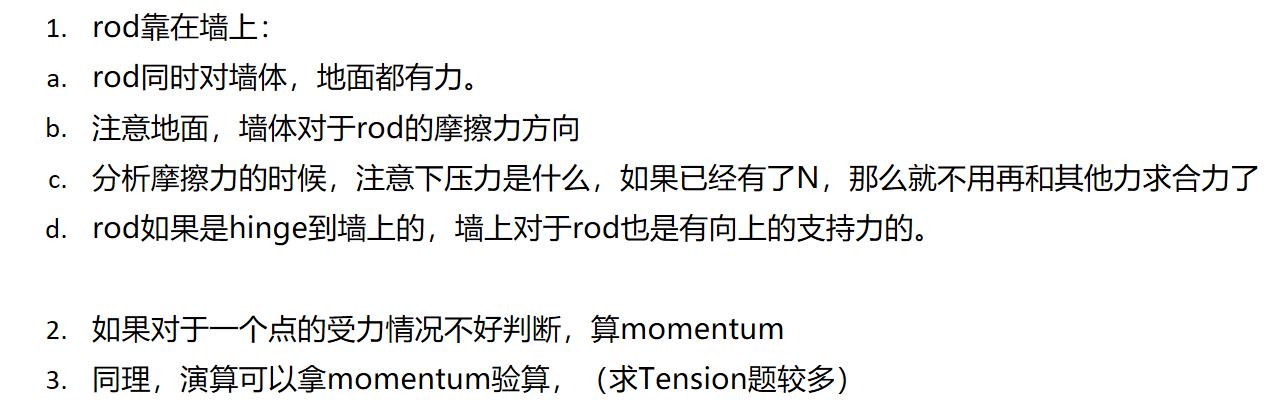 1. rod靠在墙上：
a. rod同时对墙体，地面都有力。
b. 注意地面，墙体对于rod的摩擦力方向
c. 分析摩擦力的时候，注意下压力是什么，如果已经有了N，那么就不用再和其他力求合力了
d. rod如果是hinge到墙上的，墙上对于rod也是有向上的支持力的。
2. 如果对于一个点的受力情况不好判断，算momentum
3. 同理，演算可以拿momentum验算，（求Tension题较多）